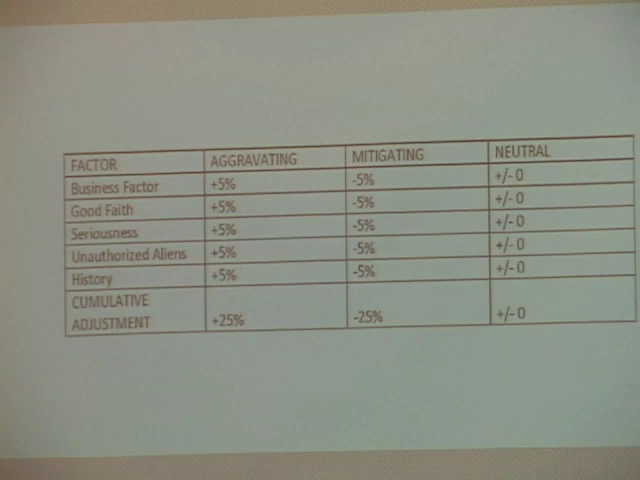 FACTOR AGGRAVATING MITIGATING NEUTRAL
Business Factor +5% -5% +/- 0
Good Faith +5% -5% +/- 0
Seriousness +5% -5% +/- 0
Unauthorized Aliens +5% -5% +/- 0
History +5% -5% +/- 0
CUMULATIVE
ADJUSTMENT +25% -25% +/- 0